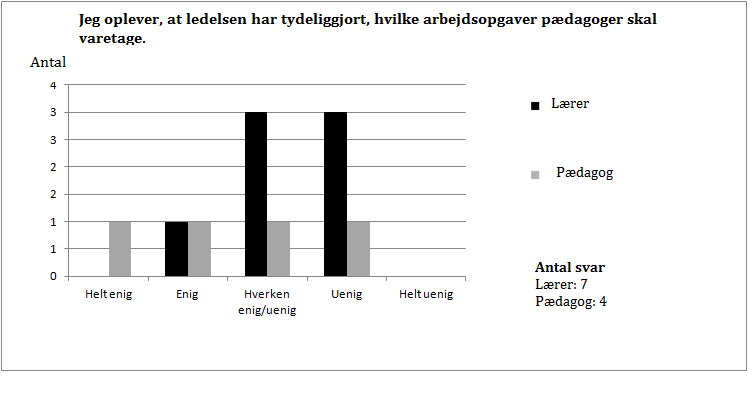 Jeg oplever, at ledelsen har tydeliggjort, hvilke arbejdsopgaver pædagoger skal
varetage.
Antal
4
3
3
2
2
1
1
0
Helt enig
Enig
Hverken
enig/uenig
Uenig
Helt uenig
Lærer
Pædagog
Antal svar
Lærer: 7
Pædagog: 4